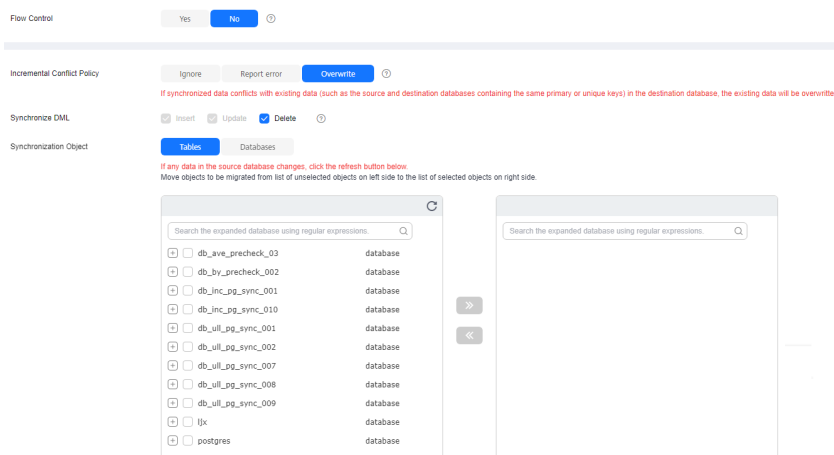 Flow Control Yes No
Incremental Conflict Policy Ignore Report error Overwrite
If synchronized data conflicts with existing data (such as the source and destination databases containing the same primary or unique keys) in the destination database, the existing data will be overwritte
Synchronize DML Insert Update Delete
Synchronization Object Tables Databases
If any data in the source database changes, click the refresh button below.
Move objects to be migrated from list of unselected objects on left side to the list of selected objects on right side.
Search the expanded database using regular expressions. Search the expanded database using regular expressions.
db_ave_precheck_03 database
db_by_precheck_002 database
db_inc_pg_sync_001 database
db_inc_pg_sync_010 database
db_ull_pg_sync_001 database
db_ull_pg_sync_002 database
db_ull_pg_sync_007 database
db_ull_pg_sync_008 database
db_ull_pg_sync_009 database
ljx database
postgres database